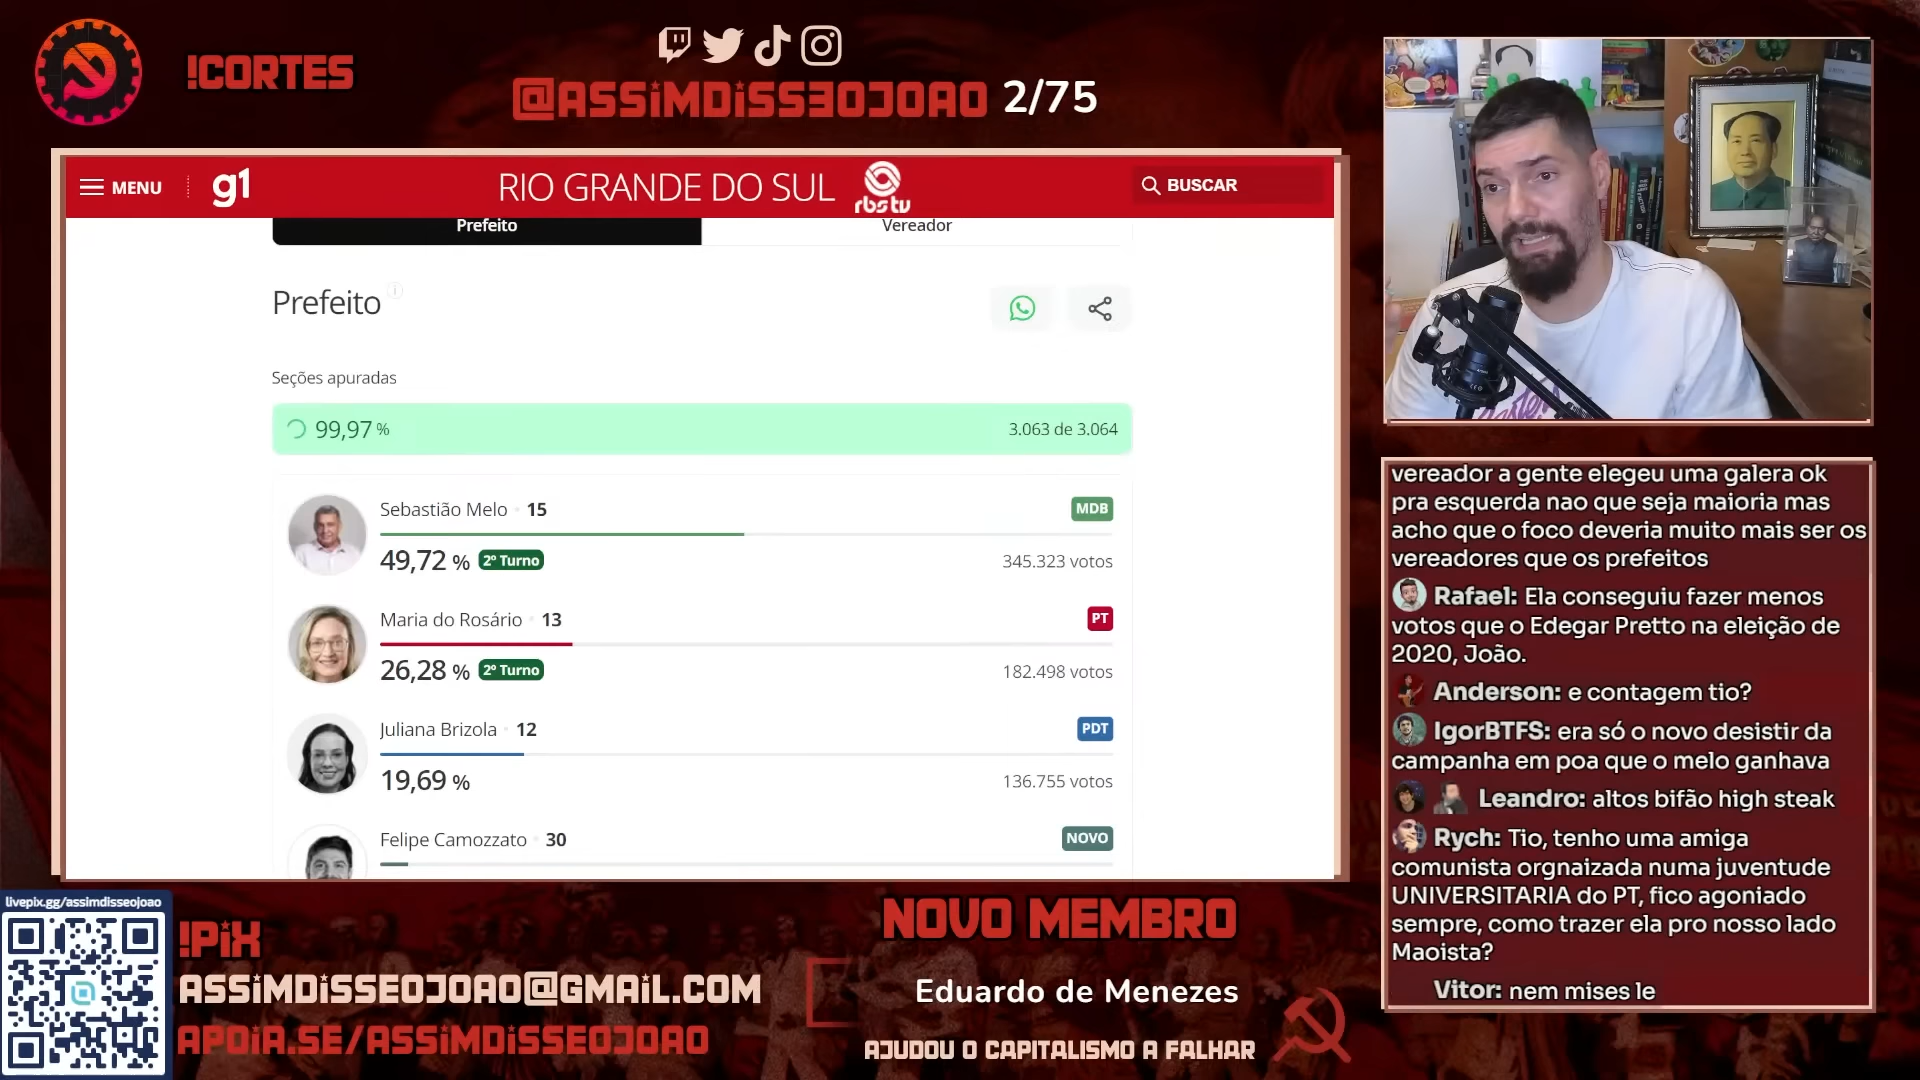 !CORTES
@ASSIMDISSEOJOAO 2/75
MENU
g1
RIO GRANDE DO SUL
rbs tv
BUSCAR
Prefeito
Vereador
Prefeito
Seções apuradas
99,97 %
3.063 de 3.064
Sebastião Melo • 15
MDB
49,72 % 2º Turno
345.323 votos
Maria do Rosário • 13
PT
26,28 % 2º Turno
182.498 votos
Juliana Brizola • 12
PDT
19,69 %
136.755 votos
Felipe Camozzato • 30
NOVO
vereador a gente elegeu uma galera ok
pra esquerda nao que seja maioria mas
acho que o foco deveria muito mais ser os
vereadores que os prefeitos
Rafael: Ela conseguiu fazer menos
votos que o Edegar Pretto na eleição de
2020, João.
Anderson: e contagem tio?
IgorBTFS: era só o novo desistir da
campanha em poa que o melo ganhava
Leandro: altos bifão high steak
Rych: Tio, tenho uma amiga
comunista orgnaizada numa juventude
UNIVERSITARIA do PT, fico agoniado
sempre, como trazer ela pro nosso lado
Maoista?
Vitor: nem mises le
livepix.gg/assimdisseojoao
!PIX
ASSIMDISSEOJOAO@GMAIL.COM
APOIA.SE/ASSIMDISSEOJOAO
NOVO MEMBRO
Eduardo de Menezes
AJUDOU O CAPITALISMO A FALHAR